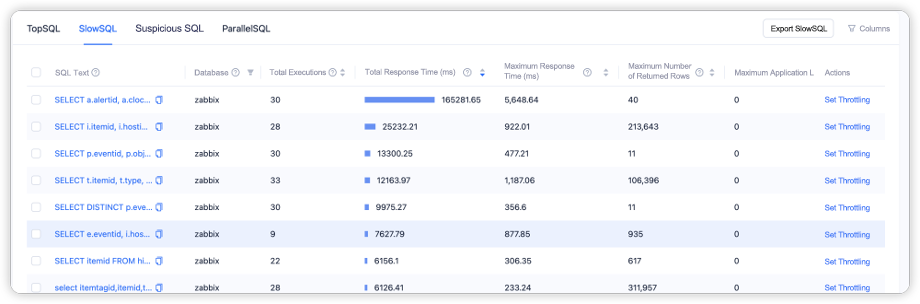 TopSQL SlowSQL Suspicious SQL ParallelSQL Export SlowSQL Columns
SQL Text Database Total Executions Total Response Time (ms) Maximum Response Time (ms) Maximum Number of Returned Rows Maximum Application L Actions
SELECT a.alertid, a.cloc... zabbix 30 165281.65 5,648.64 40 0 Set Throttling
SELECT i.itemid, i.hosti... zabbix 28 25232.21 922.01 213,643 0 Set Throttling
SELECT p.eventid, p.obj... zabbix 30 13300.25 477.21 11 0 Set Throttling
SELECT t.itemid, t.type, ... zabbix 33 12163.97 1,187.06 106,396 0 Set Throttling
SELECT DISTINCT p.eve... zabbix 30 9975.27 356.6 11 0 Set Throttling
SELECT e.eventid, i.hos... zabbix 9 7627.79 877.85 935 0 Set Throttling
SELECT itemid FROM hi... zabbix 22 6156.1 306.35 617 0 Set Throttling
select itemtagid,itemid,t... zabbix 28 6126.41 233.24 311,957 0 Set Throttling